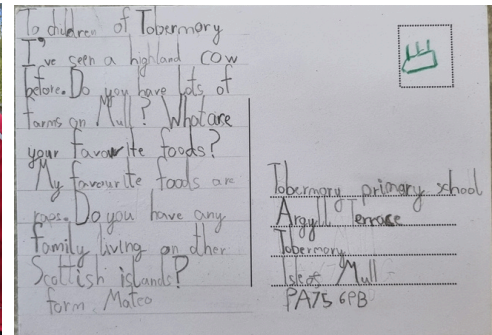 To children of Tobermory
I've seen a highland cow
before. Do you have lots of
farms on Mull? What are
your favourite foods?
My favourite foods are
raps. Do you have any
family living on other
Scottish islands?
form Mateo
Tobermory primary school
Argyll Terrace
Tobermory
Isle of Mull
PA75 6PB